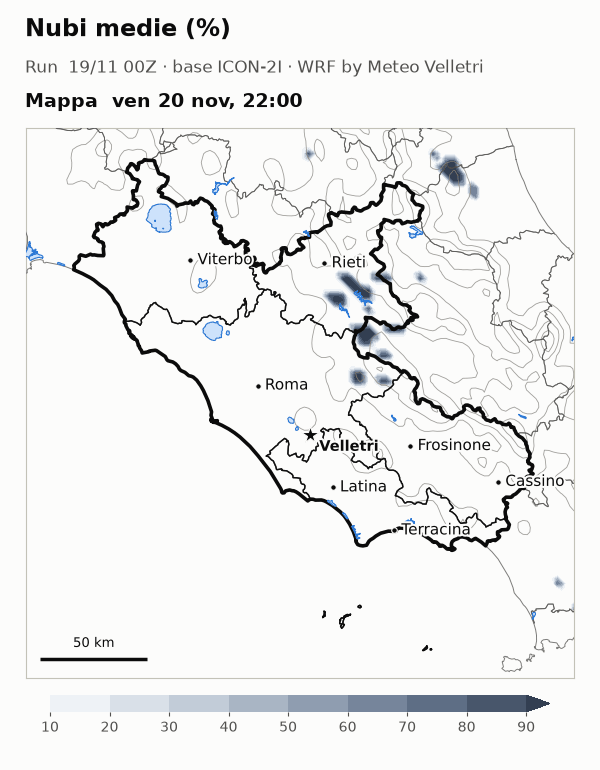 Nubi medie (%)
Run  19/11 00Z · base ICON-2I · WRF by Meteo Velletri
Mappa  ven 20 nov, 22:00
Viterbo
Rieti
Roma
Velletri
Frosinone
Latina
Cassino
Terracina
50 km
10 20 30 40 50 60 70 80 90